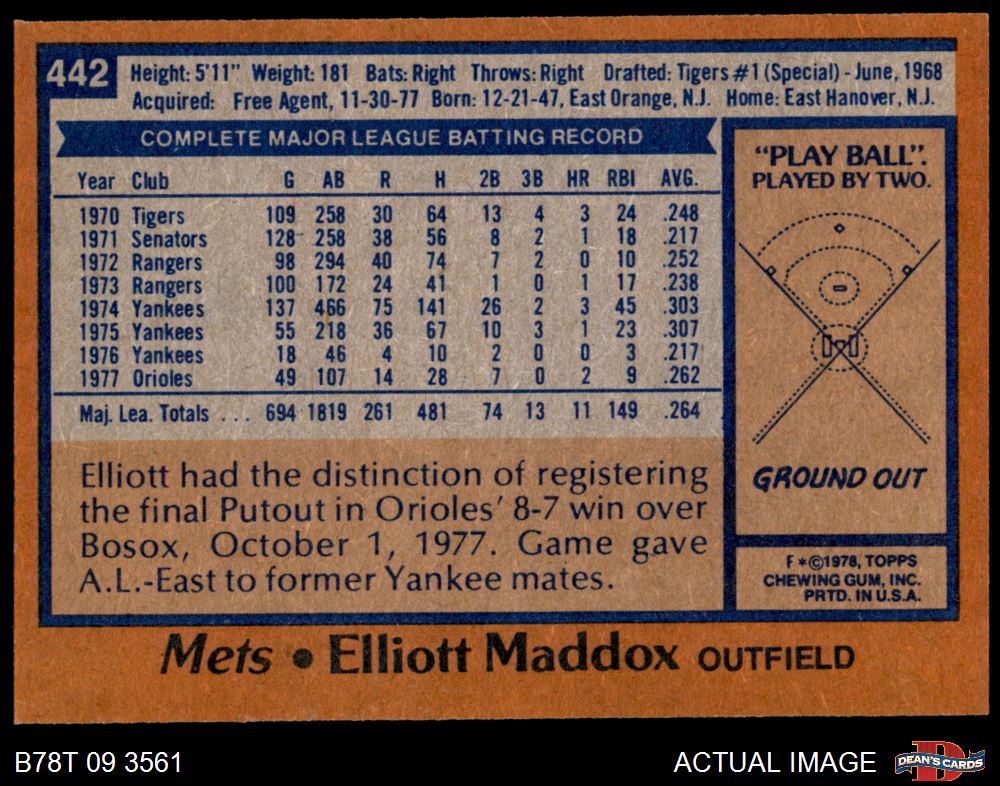 442
Height: 5'11" Weight: 181 Bats: Right Throws: Right Drafted: Tigers #1 (Special) - June, 1968
Acquired: Free Agent, 11-30-77 Born: 12-21-47, East Orange, N.J. Home: East Hanover, N.J.
COMPLETE MAJOR LEAGUE BATTING RECORD
Year Club G AB R H 2B 3B HR RBI AVG.
1970 Tigers 109 258 30 64 13 4 3 24 .248
1971 Senators 128 258 38 56 8 2 1 18 .217
1972 Rangers 98 294 40 74 7 2 0 10 .252
1973 Rangers 100 172 24 41 1 0 1 17 .238
1974 Yankees 137 466 75 141 26 2 3 45 .303
1975 Yankees 55 218 36 67 10 3 1 23 .307
1976 Yankees 18 46 4 10 2 0 0 3 .217
1977 Orioles 49 107 14 28 7 0 2 9 .262
Maj. Lea. Totals ... 694 1819 261 481 74 13 11 149 .264
Elliott had the distinction of registering
the final Putout in Orioles' 8-7 win over
Bosox, October 1, 1977. Game gave
A.L.-East to former Yankee mates.
"PLAY BALL".
PLAYED BY TWO.
GROUND OUT
F * ©1978, TOPPS
CHEWING GUM, INC.
PRTD. IN U.S.A.
Mets • Elliott Maddox OUTFIELD
B78T 09 3561
ACTUAL IMAGE
D
DEAN'S CARDS